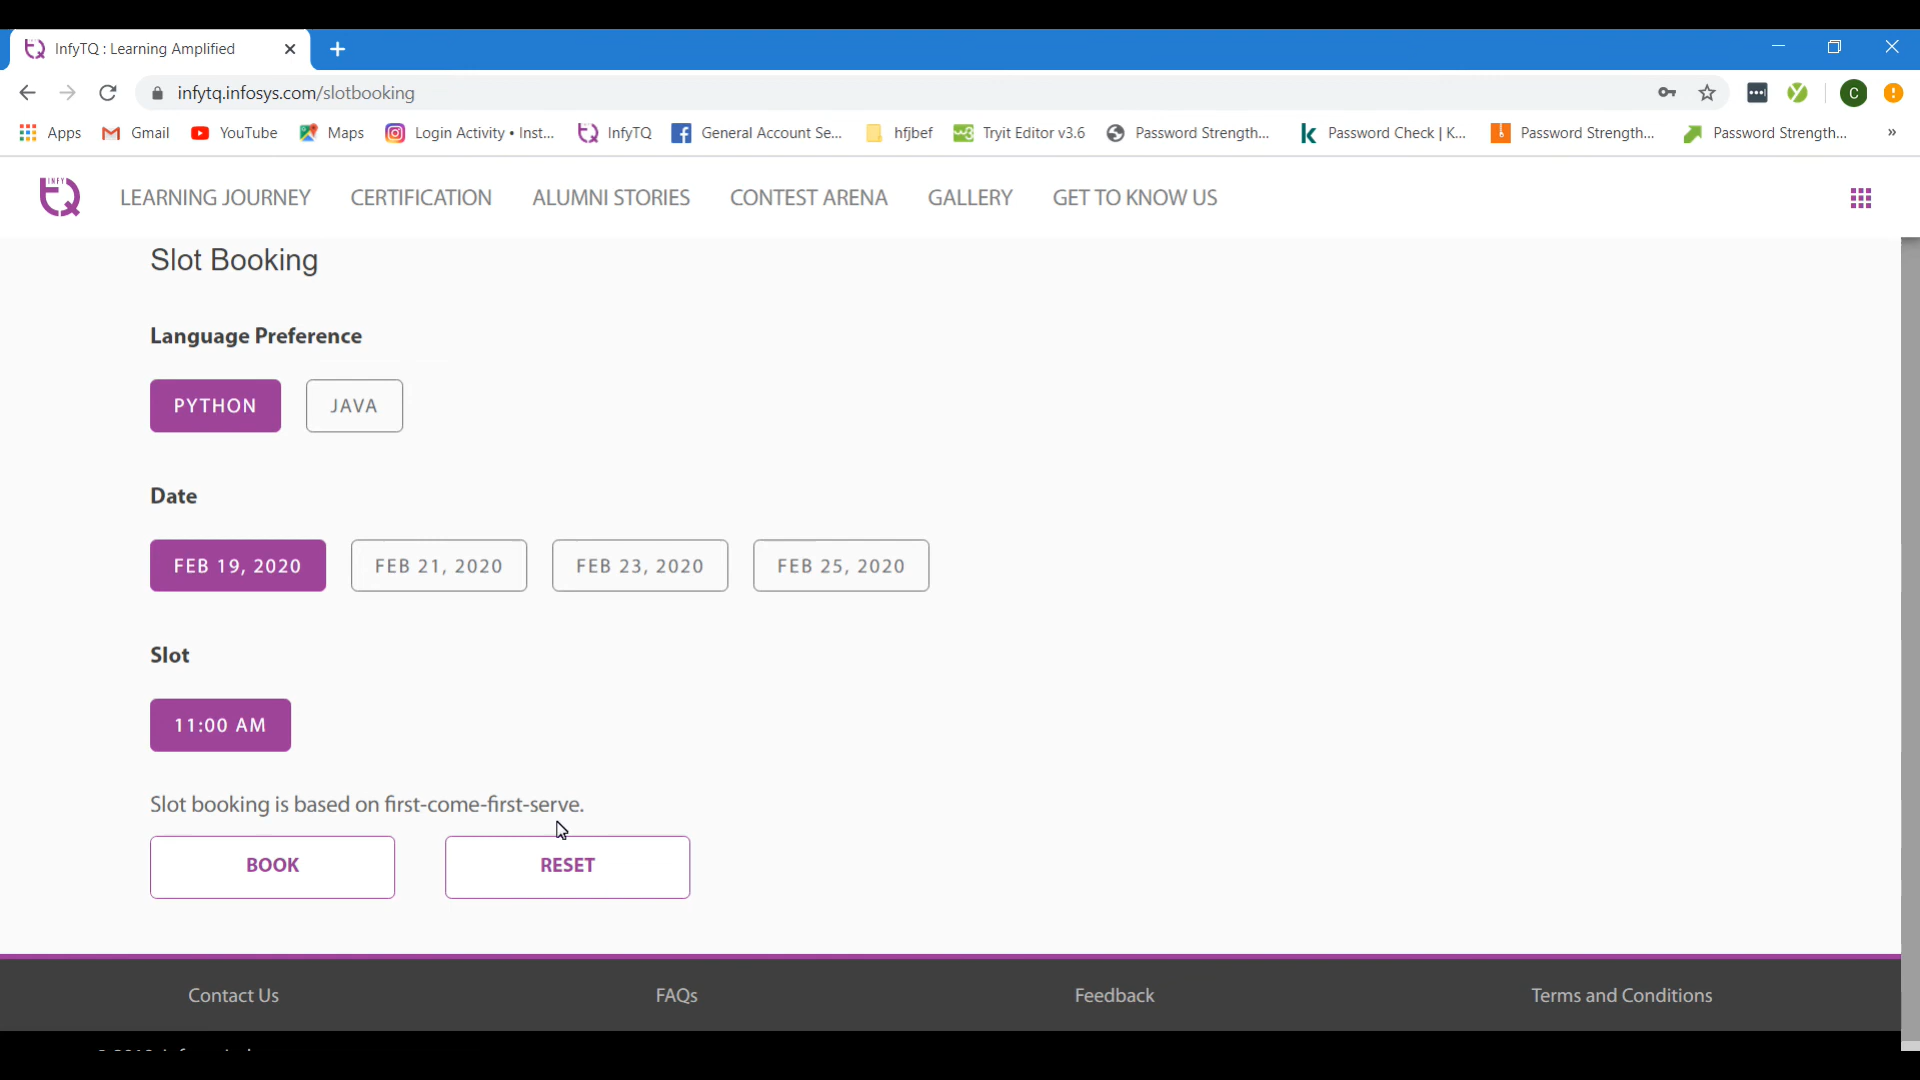 InfyTQ : Learning Amplified
infytq.infosys.com/slotbooking
C
Apps Gmail YouTube Maps Login Activity • Inst... InfyTQ General Account Se... hfjbef Tryit Editor v3.6 Password Strength... Password Check | K... Password Strength... Password Strength... »
INFY TQ LEARNING JOURNEY CERTIFICATION ALUMNI STORIES CONTEST ARENA GALLERY GET TO KNOW US
Slot Booking
Language Preference
PYTHON JAVA
Date
FEB 19, 2020 FEB 21, 2020 FEB 23, 2020 FEB 25, 2020
Slot
11:00 AM
Slot booking is based on first-come-first-serve.
BOOK RESET
Contact Us FAQs Feedback Terms and Conditions